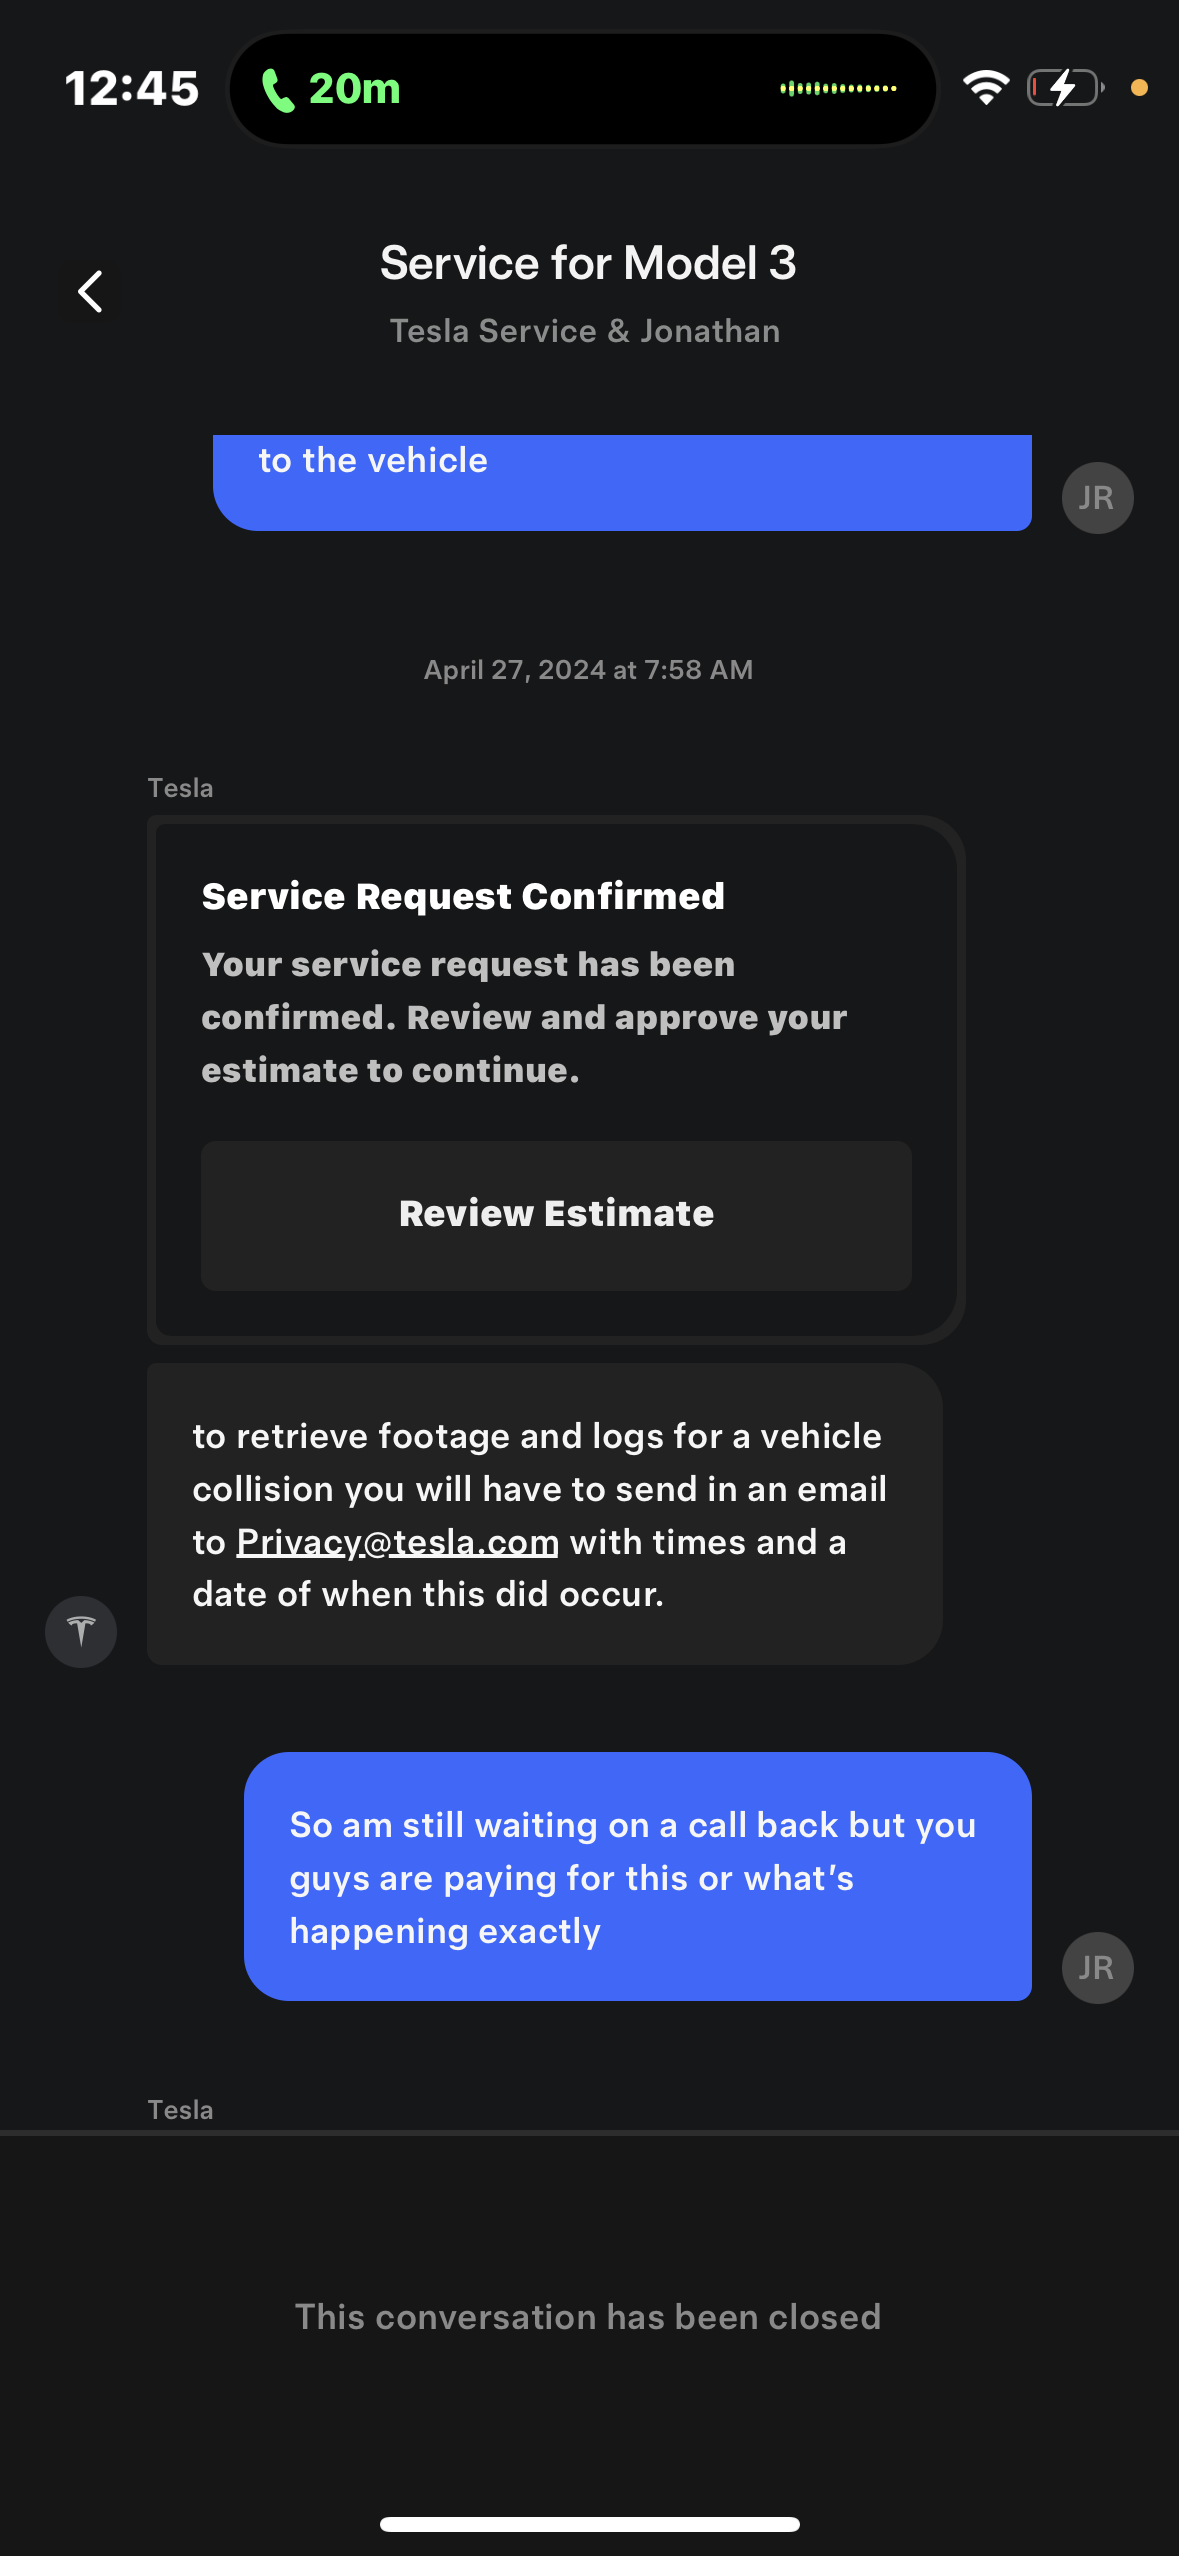 12:45
20m
Service for Model 3
Tesla Service & Jonathan
to the vehicle
JR
April 27, 2024 at 7:58 AM
Tesla
Service Request Confirmed
Your service request has been
confirmed. Review and approve your
estimate to continue.
Review Estimate
to retrieve footage and logs for a vehicle
collision you will have to send in an email
to Privacy@tesla.com with times and a
date of when this did occur.
So am still waiting on a call back but you
guys are paying for this or what’s
happening exactly
JR
Tesla
This conversation has been closed